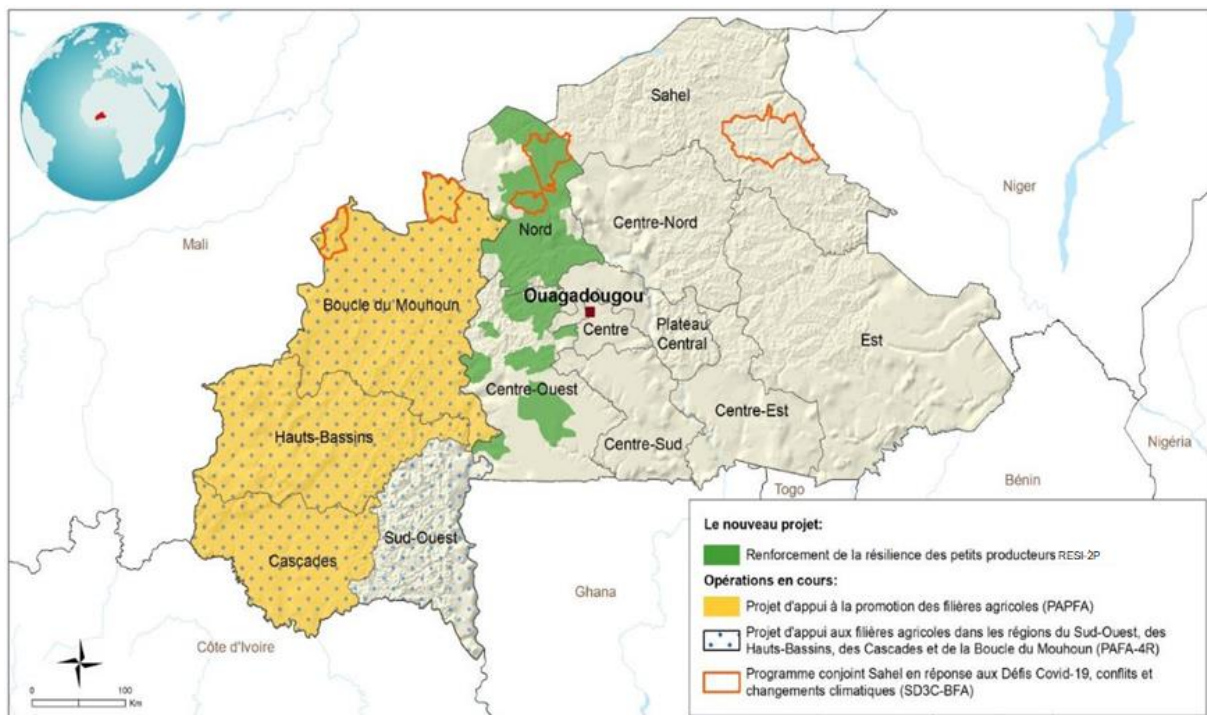 Sahel
Niger
Mali
Nord
Centre-Nord
Boucle du Mouhoun
Ouagadougou
Centre
Plateau
Central
Est
Centre-Ouest
Hauts-Bassins
Centre-Est
Centre-Sud
Nigéria
Togo
Bénin
Sud-Ouest
Cascades
Ghana
Côte d'Ivoire
0
100
Km
Le nouveau projet:
Renforcement de la résilience des petits producteurs RESI-2P
Opérations en cours:
Projet d'appui à la promotion des filières agricoles (PAPFA)
Projet d'appui aux filières agricoles dans les régions du Sud-Ouest, des
Hauts-Bassins, des Cascades et de la Boucle du Mouhoun (PAFA-4R)
Programme conjoint Sahel en réponse aux Défis Covid-19, conflits et
changements climatiques (SD3C-BFA)